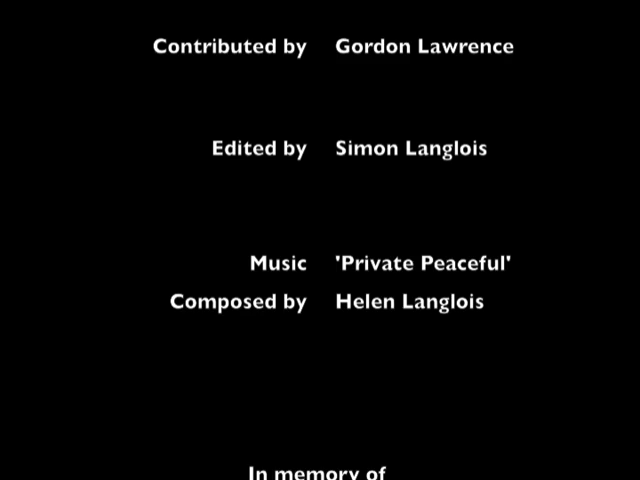 Contributed by Gordon Lawrence
Edited by Simon Langlois
Music 'Private Peaceful'
Composed by Helen Langlois
In memory of